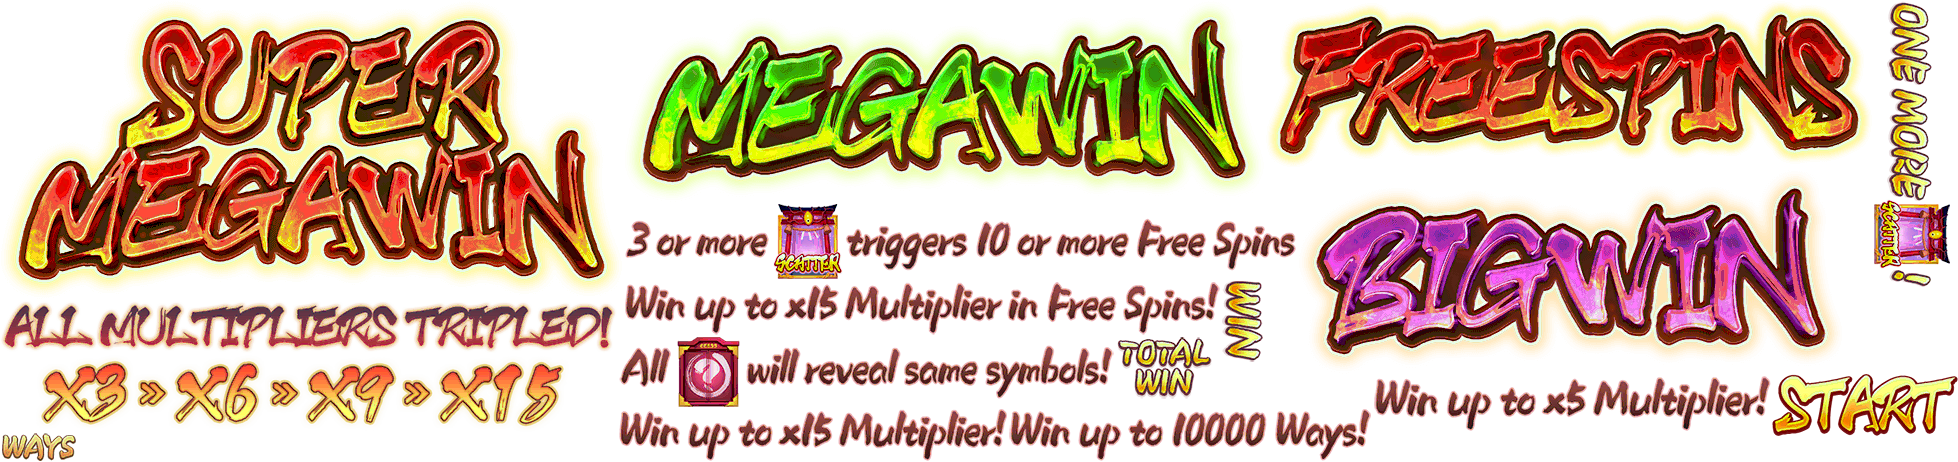 SUPER
MEGAWIN
ALL MULTIPLIERS TRIPLED!
X3 » X6 » X9 » X15
WAYS
MEGAWIN
3 or more SCATTER triggers 10 or more Free Spins
Win up to x15 Multiplier in Free Spins!
WIN
All will reveal same symbols!
TOTAL
WIN
Win up to x15 Multiplier! Win up to 10000 Ways!
FREESPINS
BIGWIN
Win up to x5 Multiplier!
START
ONE MORE SCATTER !